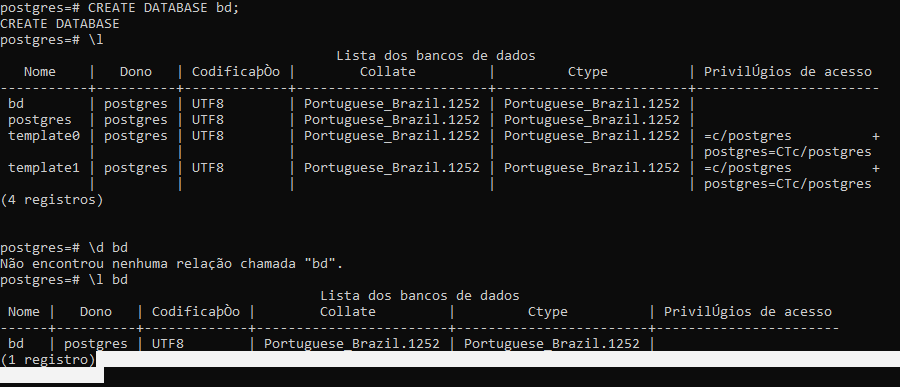 postgres=# CREATE DATABASE bd;
CREATE DATABASE
postgres=# \l
                                          Lista dos bancos de dados
   Nome    |   Dono   | CodificaþÒo |        Collate         |         Ctype          | PrivilÚgios de acesso
-----------+----------+-------------+------------------------+------------------------+-----------------------
 bd        | postgres | UTF8        | Portuguese_Brazil.1252 | Portuguese_Brazil.1252 |
 postgres  | postgres | UTF8        | Portuguese_Brazil.1252 | Portuguese_Brazil.1252 |
 template0 | postgres | UTF8        | Portuguese_Brazil.1252 | Portuguese_Brazil.1252 | =c/postgres          +
           |          |             |                        |                        | postgres=CTc/postgres
 template1 | postgres | UTF8        | Portuguese_Brazil.1252 | Portuguese_Brazil.1252 | =c/postgres          +
           |          |             |                        |                        | postgres=CTc/postgres
(4 registros)
postgres=# \d bd
Não encontrou nenhuma relação chamada "bd".
postgres=# \l bd
                                        Lista dos bancos de dados
 Nome |   Dono   | CodificaþÒo |        Collate         |         Ctype          | PrivilÚgios de acesso
------+----------+-------------+------------------------+------------------------+-----------------------
 bd   | postgres | UTF8        | Portuguese_Brazil.1252 | Portuguese_Brazil.1252 |
(1 registro)